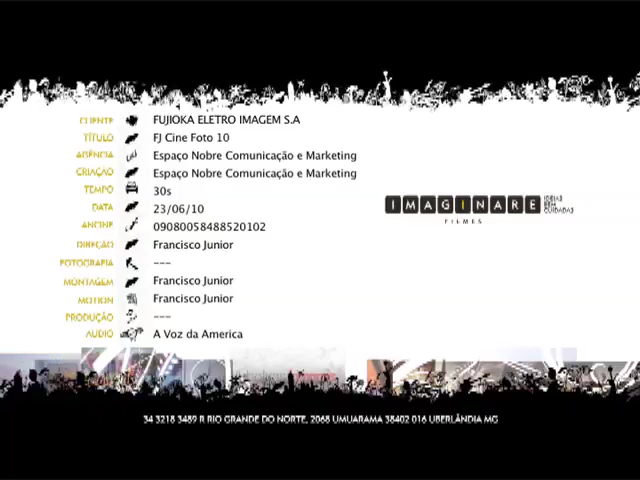 CLIENTE FUJIOKA ELETRO IMAGEM S.A
TÍTULO FJ Cine Foto 10
AGÊNCIA Espaço Nobre Comunicação e Marketing
CRIAÇÃO Espaço Nobre Comunicação e Marketing
TEMPO 30s
DATA 23/06/10
ANCINE 09080058488520102
DIREÇÃO Francisco Junior
FOTOGRAFIA ---
MONTAGEM Francisco Junior
MOTION Francisco Junior
PRODUÇÃO ---
AUDIO A Voz da America
IMAGINARE
IDEIAS
BEM
CUIDADAS
FILMES
34 3218 3489 R RIO GRANDE DO NORTE, 2068 UMUARAMA 38402 016 UBERLÂNDIA MG